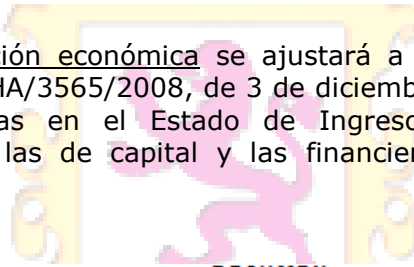 ción económica se ajustará a
HA/3565/2008, de 3 de diciemb
as en el Estado de Ingreso
las de capital y las financier